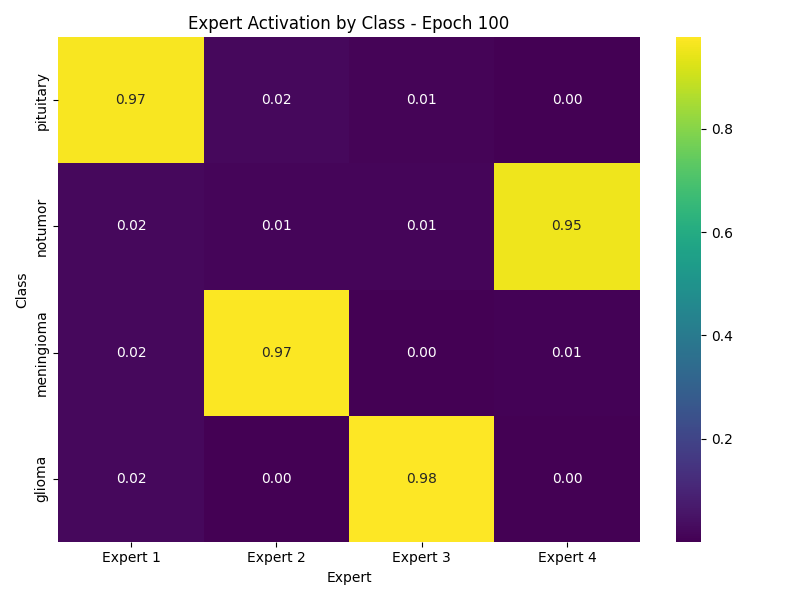 Expert Activation by Class - Epoch 100
Class
pituitary
0.97 0.02 0.01 0.00
notumor
0.02 0.01 0.01 0.95
meningioma
0.02 0.97 0.00 0.01
glioma
0.02 0.00 0.98 0.00
Expert 1 Expert 2 Expert 3 Expert 4
Expert
0.8
0.6
0.4
0.2